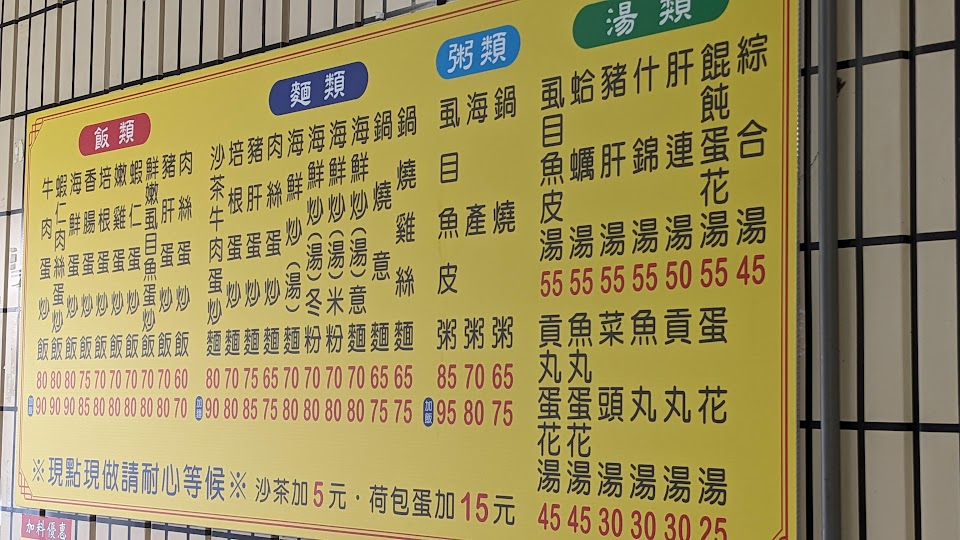 飯類
牛肉蛋炒飯 80 90
蝦仁肉絲蛋炒飯 80 90
海鮮蛋炒飯 80 90
香腸蛋炒飯 75 85
培根蛋炒飯 70 80
嫩雞蛋炒飯 70 80
蝦仁蛋炒飯 70 80
鮮嫩虱目魚蛋炒飯 70 80
豬肝蛋炒飯 70 80
肉絲蛋炒飯 60 70
麵類
沙茶牛肉蛋炒麵 80 90
培根蛋炒麵 70 80
豬肝蛋炒麵 75 85
肉絲蛋炒麵 65 75
海鮮炒(湯)麵 70 80
海鮮炒(湯)冬粉 70 80
海鮮炒(湯)米粉 70 80
海鮮炒(湯)意麵 70 80
鍋燒意麵 65 75
鍋燒雞絲麵 65 75
粥類
加飯
虱目魚皮粥 85 95
海產粥 70 80
鍋燒粥 65 75
湯類
虱目魚皮湯 55
蛤蠣湯 55
豬肝湯 55
什錦湯 55
肝連湯 50
餛飩蛋花湯 55
綜合湯 45
貢丸蛋花湯 45
魚丸蛋花湯 45
菜頭湯 30
魚丸湯 30
貢丸湯 30
蛋花湯 25
※現點現做請耐心等候※ 沙茶加5元·荷包蛋加15元
加料優惠